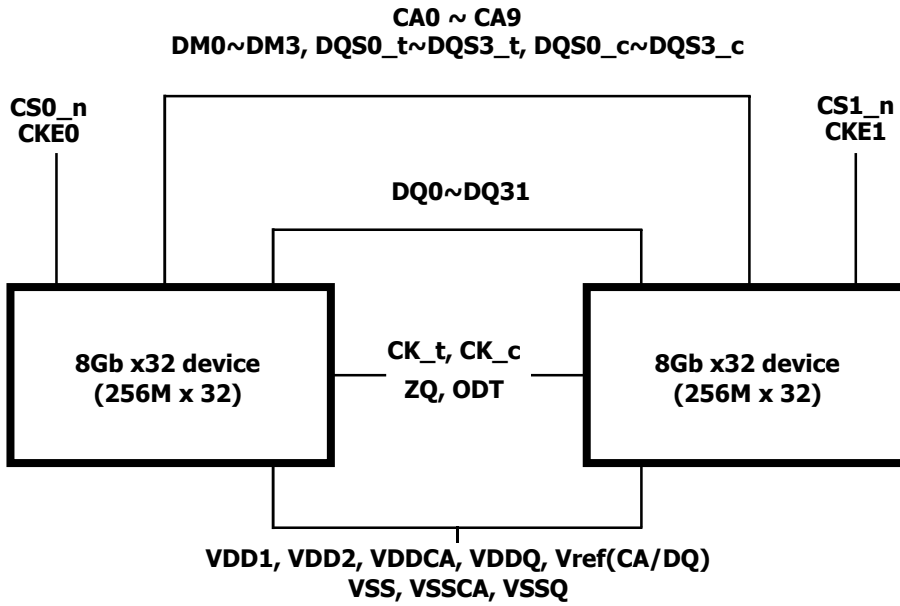 CA0 ~ CA9
DM0~DM3, DQS0_t~DQS3_t, DQS0_c~DQS3_c
CS0_n
CKE0
CS1_n
CKE1
DQ0~DQ31
8Gb x32 device
(256M x 32)
CK_t, CK_c
ZQ, ODT
8Gb x32 device
(256M x 32)
VDD1, VDD2, VDDCA, VDDQ, Vref(CA/DQ)
VSS, VSSCA, VSSQ